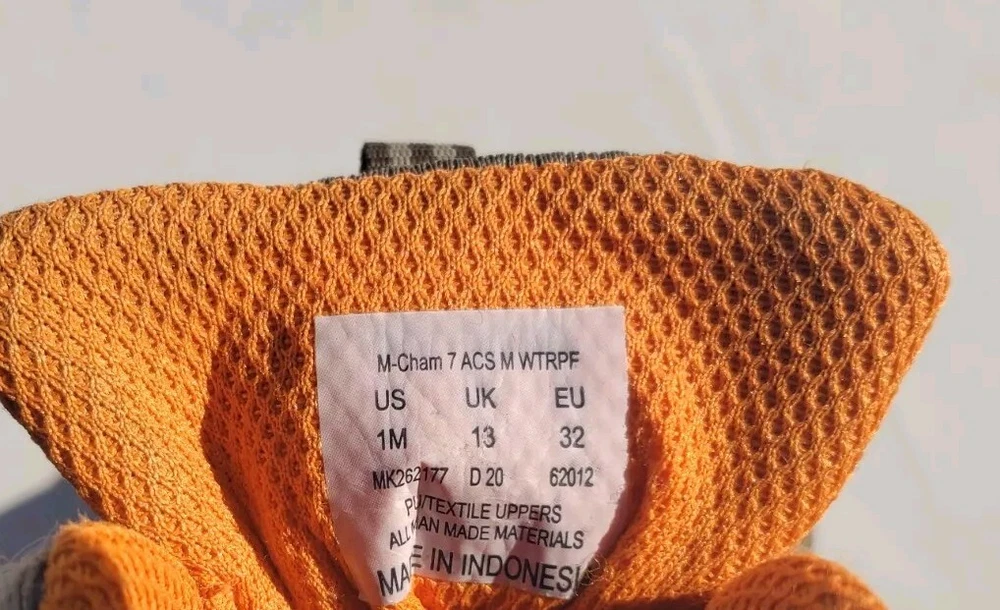 M-Cham 7 ACS M WTRPF
US UK EU
1M 13 32
MK262177 D 20 62012
PU/TEXTILE UPPERS
ALL MAN MADE MATERIALS
MADE IN INDONESIA